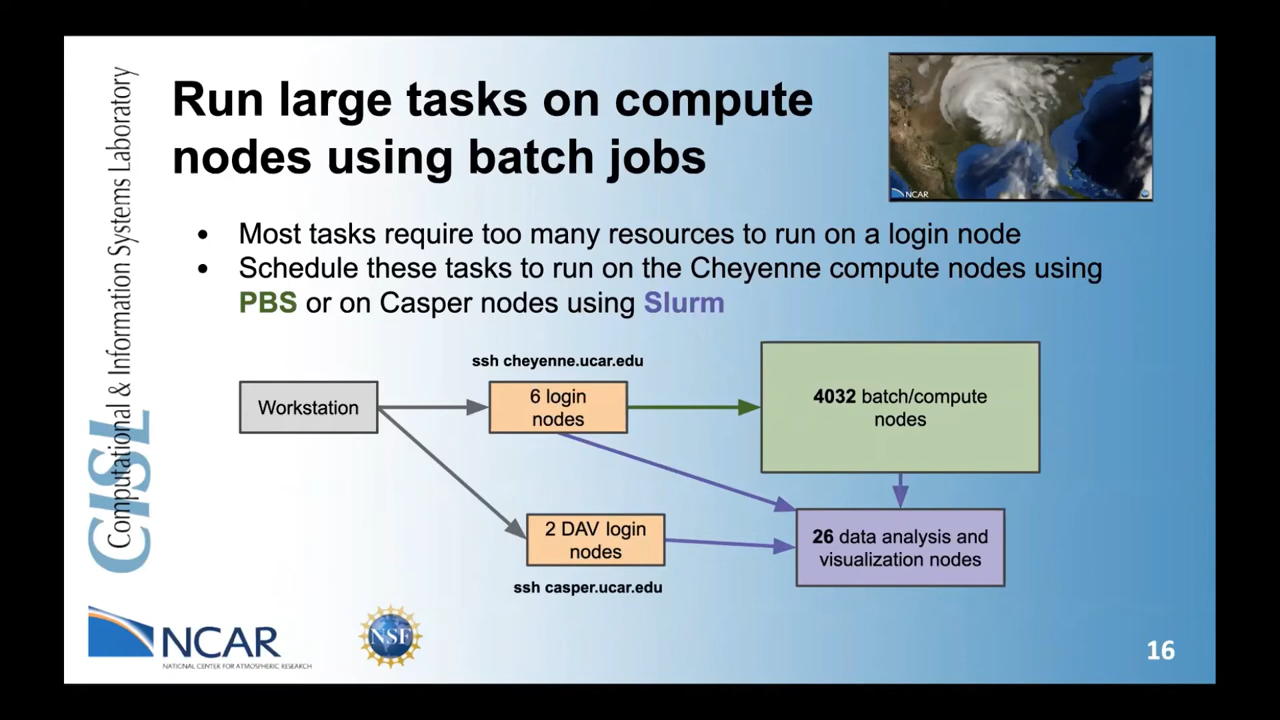 Run large tasks on compute
nodes using batch jobs
NCAR
Computational & Information Systems Laboratory
CISL
• Most tasks require too many resources to run on a login node
• Schedule these tasks to run on the Cheyenne compute nodes using
PBS or on Casper nodes using Slurm
ssh cheyenne.ucar.edu
Workstation
6 login
nodes
4032 batch/compute
nodes
2 DAV login
nodes
26 data analysis and
visualization nodes
ssh casper.ucar.edu
NCAR
NATIONAL CENTER FOR ATMOSPHERIC RESEARCH
NSF
16